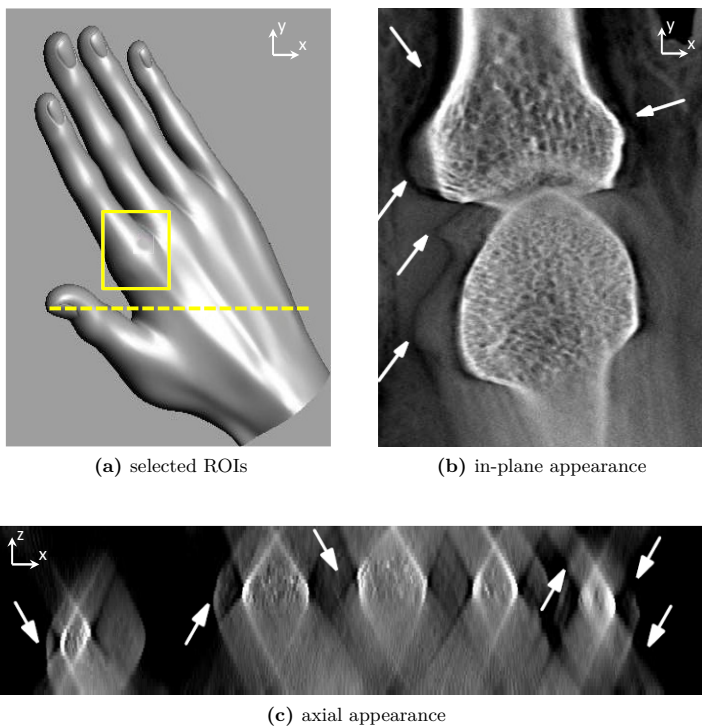 y
x
y
x
(a) selected ROIs
(b) in-plane appearance
z
x
(c) axial appearance